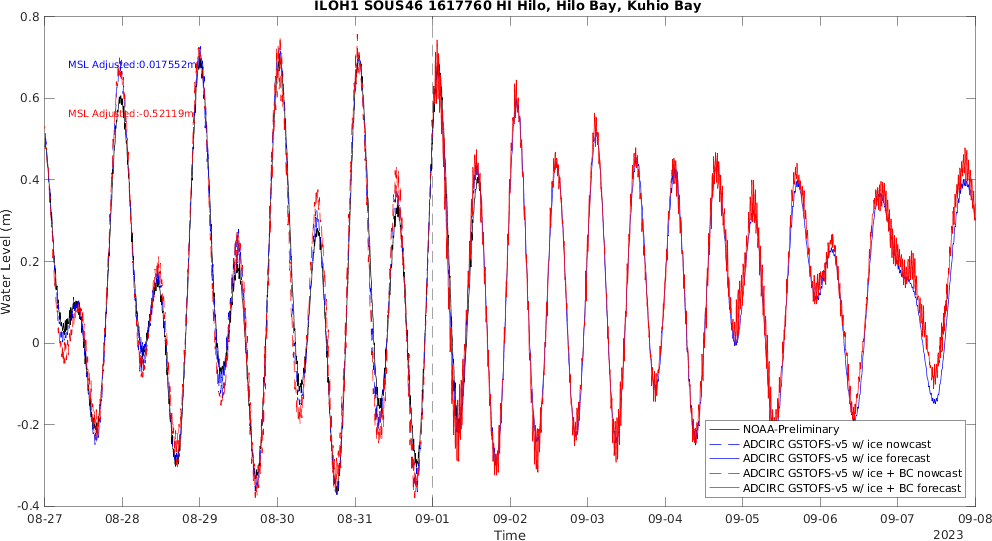 ILOH1 SOUS46 1617760 HI Hilo, Hilo Bay, Kuhio Bay
0.8
MSL Adjusted:0.017552m
0.6
MSL Adjusted:-0.52119m
0.4
Water Level (m)
0.2
0
-0.2
-0.4
NOAA-Preliminary
ADCIRC GSTOFS-v5 w/ ice nowcast
ADCIRC GSTOFS-v5 w/ ice forecast
ADCIRC GSTOFS-v5 w/ ice + BC nowcast
ADCIRC GSTOFS-v5 w/ ice + BC forecast
08-27 08-28 08-29 08-30 08-31 09-01 09-02 09-03 09-04 09-05 09-06 09-07 09-08
Time
2023